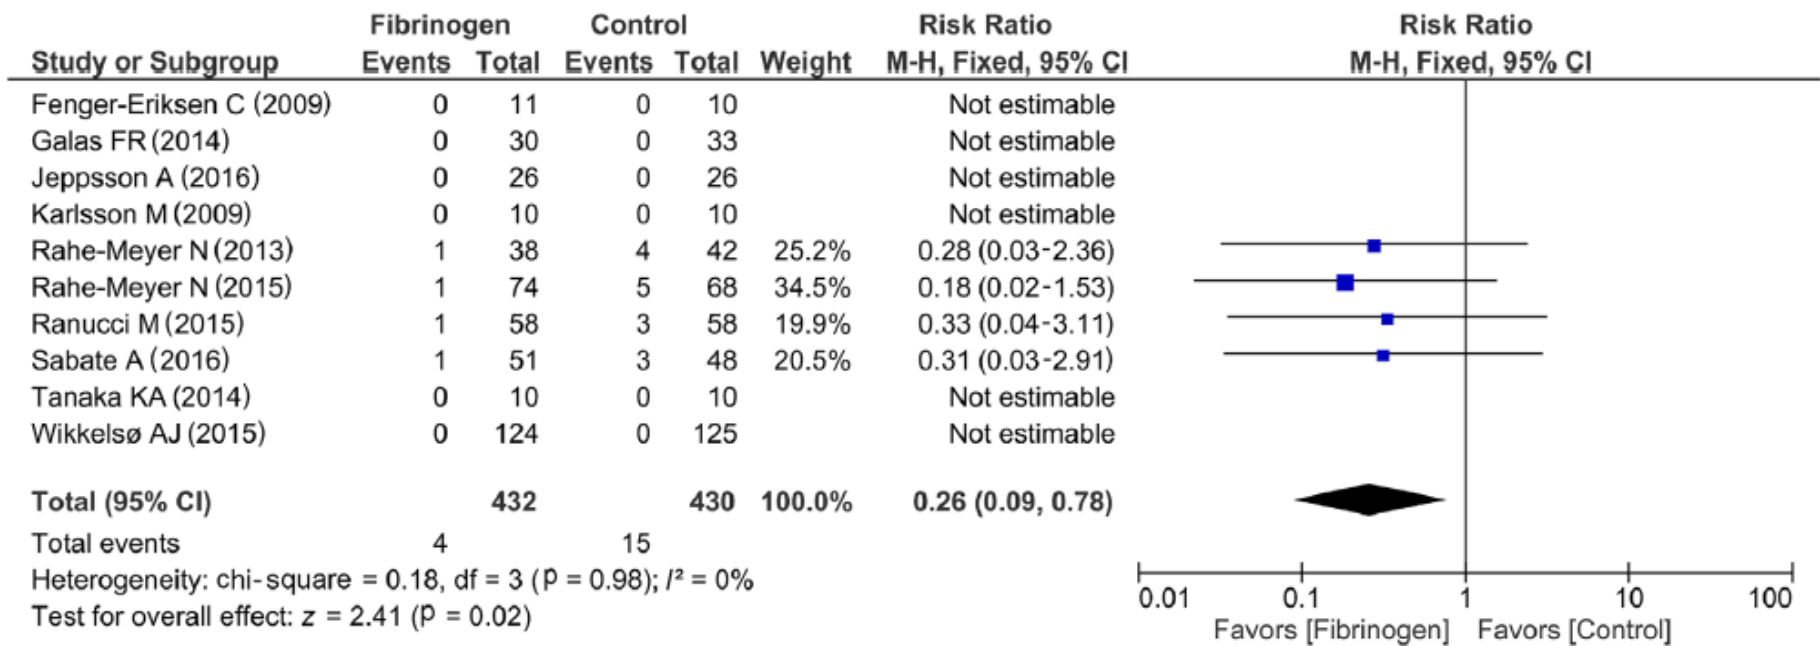 Fibrinogen Control Risk Ratio Risk Ratio
Study or Subgroup Events Total Events Total Weight M-H, Fixed, 95% CI M-H, Fixed, 95% CI
Fenger-Eriksen C (2009) 0 11 0 10 Not estimable
Galas FR (2014) 0 30 0 33 Not estimable
Jeppsson A (2016) 0 26 0 26 Not estimable
Karlsson M (2009) 0 10 0 10 Not estimable
Rahe-Meyer N (2013) 1 38 4 42 25.2% 0.28 (0.03-2.36)
Rahe-Meyer N (2015) 1 74 5 68 34.5% 0.18 (0.02-1.53)
Ranucci M (2015) 1 58 3 58 19.9% 0.33 (0.04-3.11)
Sabate A (2016) 1 51 3 48 20.5% 0.31 (0.03-2.91)
Tanaka KA (2014) 0 10 0 10 Not estimable
Wikkelsø AJ (2015) 0 124 0 125 Not estimable
Total (95% CI) 432 430 100.0% 0.26 (0.09, 0.78)
Total events 4 15
Heterogeneity: chi-square = 0.18, df = 3 (p = 0.98); I² = 0%
Test for overall effect: z = 2.41 (p = 0.02)
0.01 0.1 1 10 100
Favors [Fibrinogen] Favors [Control]